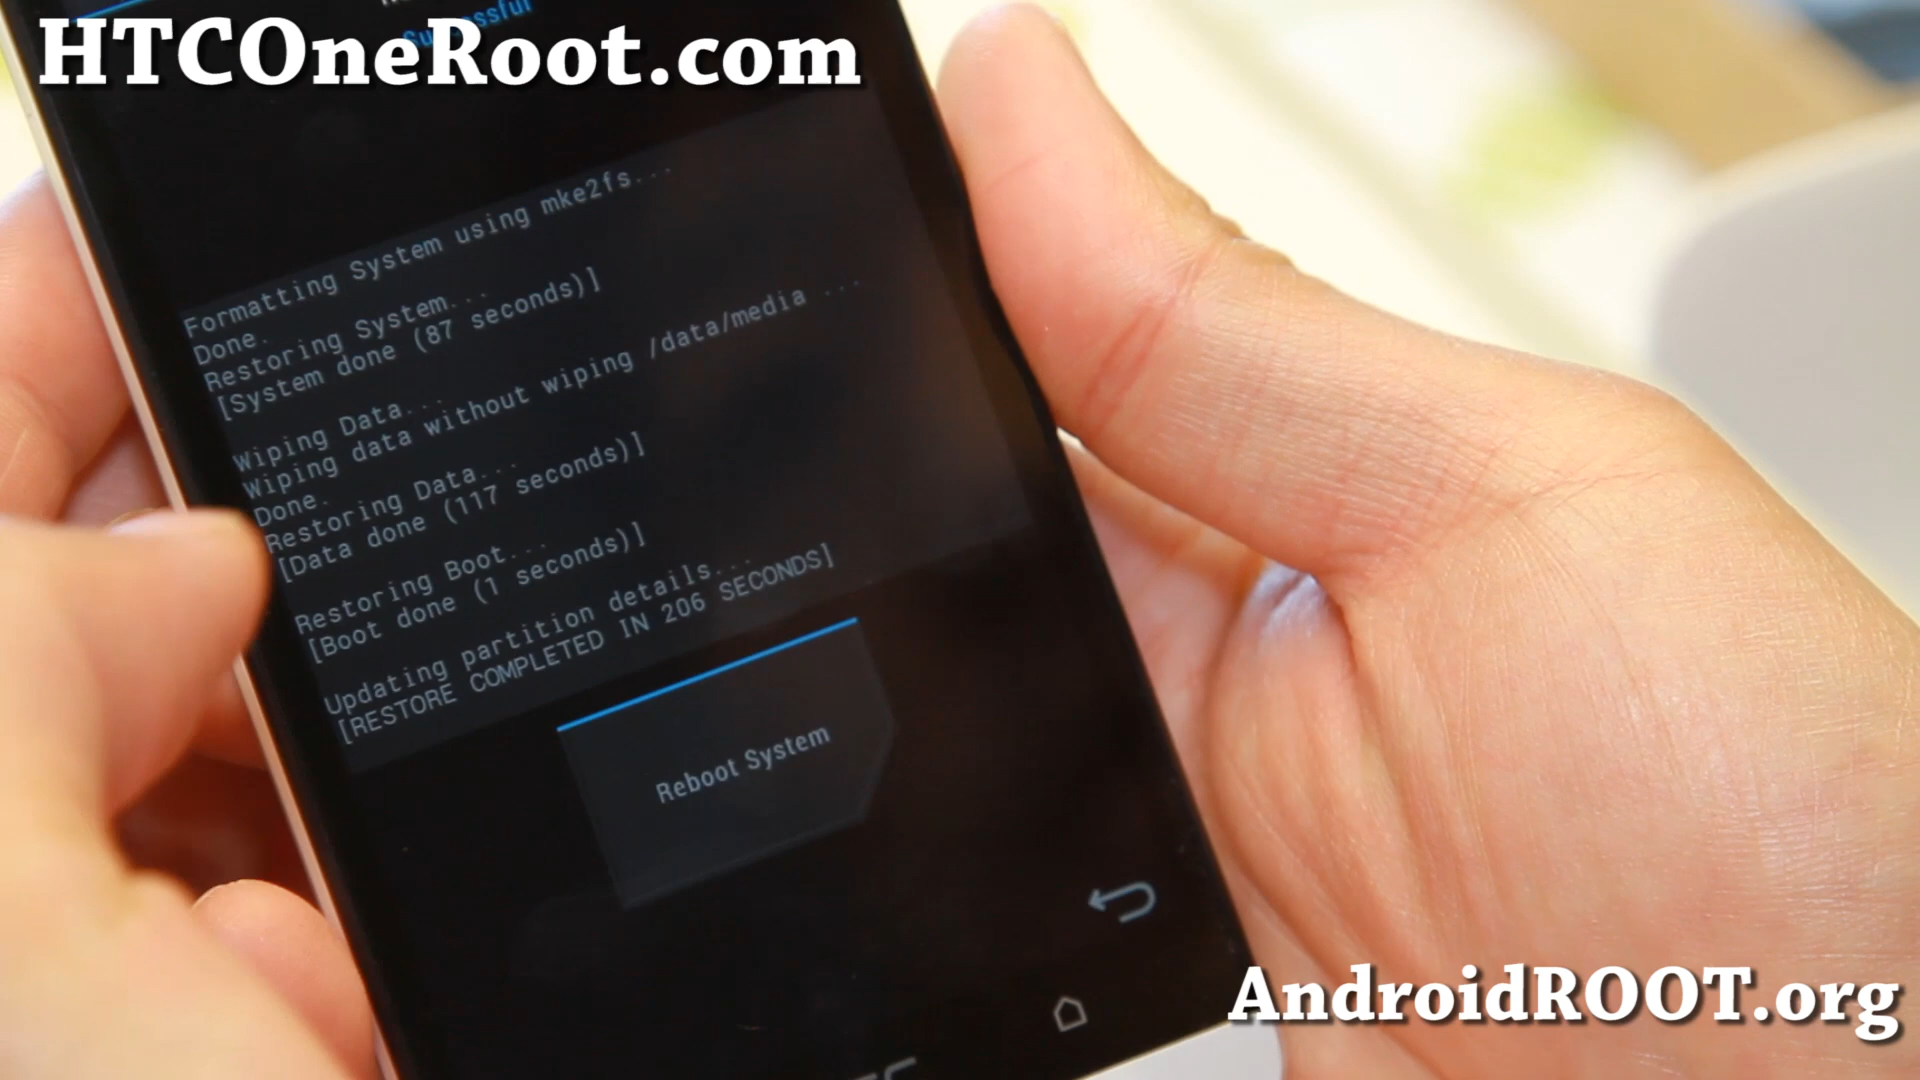 HTCOneRoot.com
Successful
Formatting System using mke2fs...
Done.
Restoring System...
[System done (87 seconds)]
Wiping Data...
Wiping data without wiping /data/media ...
Done.
Restoring Data...
[Data done (117 seconds)]
Restoring Boot...
[Boot done (1 seconds)]
Updating partition details...
[RESTORE COMPLETED IN 206 SECONDS]
Reboot System
AndroidROOT.org